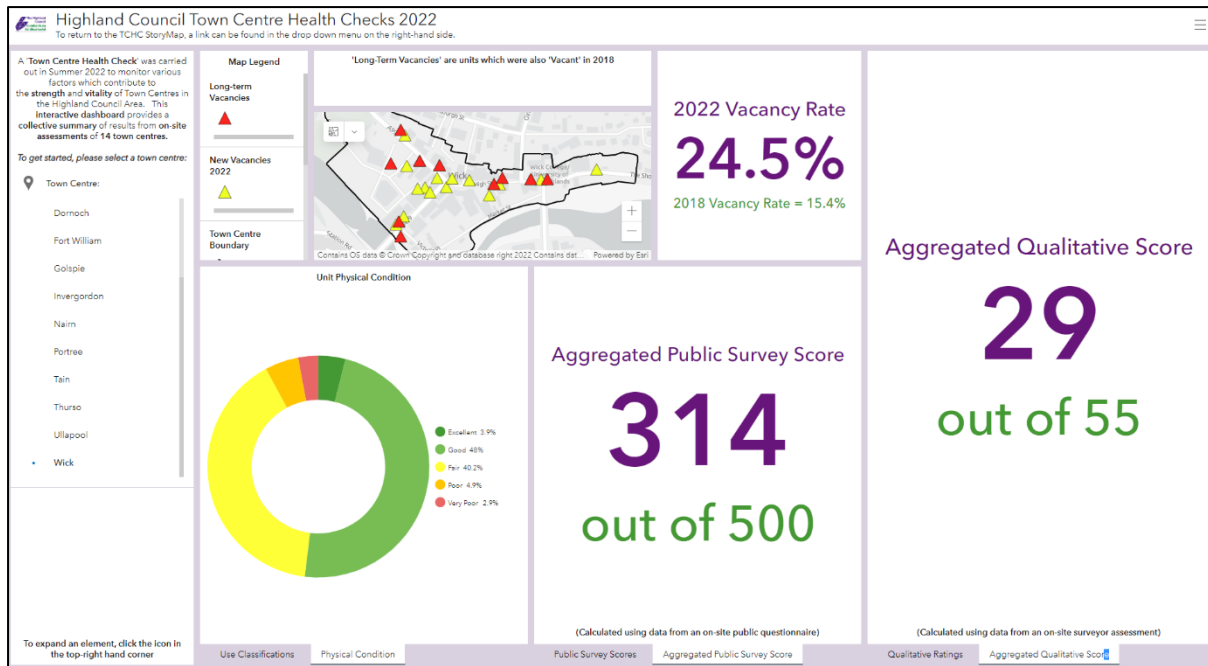 Highland Council Town Centre Health Checks 2022
To return to the TCHC StoryMap, a link can be found in the drop down menu on the right-hand side.
A 'Town Centre Health Check' was carried
out in Summer 2022 to monitor various
factors which contribute to
the strength and vitality of Town Centres in
the Highland Council Area. This
Interactive dashboard provides a
collective summary of results from on-site
assessments of 14 town centres.
To get started, please select a town centre:
Town Centre:
Dornoch
Fort William
Golspie
Invergordon
Nairn
Portree
Tain
Thurso
Ullapool
Wick
To expand an element, click the icon in
the top-right hand corner
Map Legend
Long-term
Vacancies
New Vacancies
2022
Town Centre
Boundary
'Long-Term Vacancies' are units which were also 'Vacant' in 2018
Wick
Contains OS data © Crown Copyright and database right 2022 Contains dat...
Powered by Esri
2022 Vacancy Rate
24.5%
2018 Vacancy Rate = 15.4%
Unit Physical Condition
Excellent 3.9%
Good 48%
Fair 40.2%
Poor 4.9%
Very Poor 2.9%
Use Classifications
Physical Condition
Aggregated Public Survey Score
314
out of 500
(Calculated using data from an on-site public questionnaire)
Public Survey Scores
Aggregated Public Survey Score
Aggregated Qualitative Score
29
out of 55
(Calculated using data from an on-site surveyor assessment)
Qualitative Ratings
Aggregated Qualitative Score